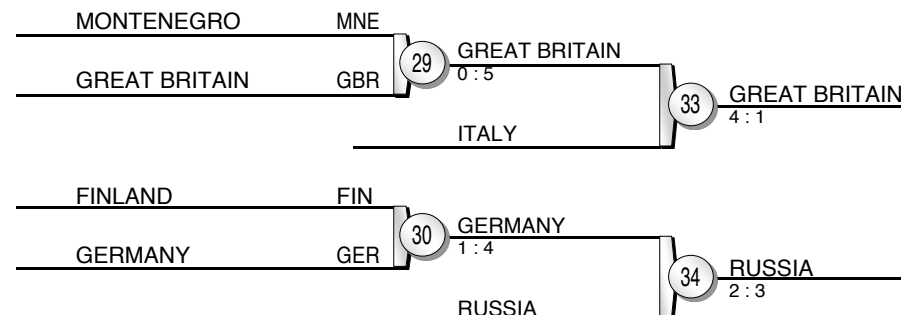 MONTENEGRO MNE
GREAT BRITAIN
29
0 : 5
GREAT BRITAIN GBR
GREAT BRITAIN
33
4 : 1
ITALY
FINLAND FIN
GERMANY
30
1 : 4
GERMANY GER
RUSSIA
34
2 : 3
RUSSIA